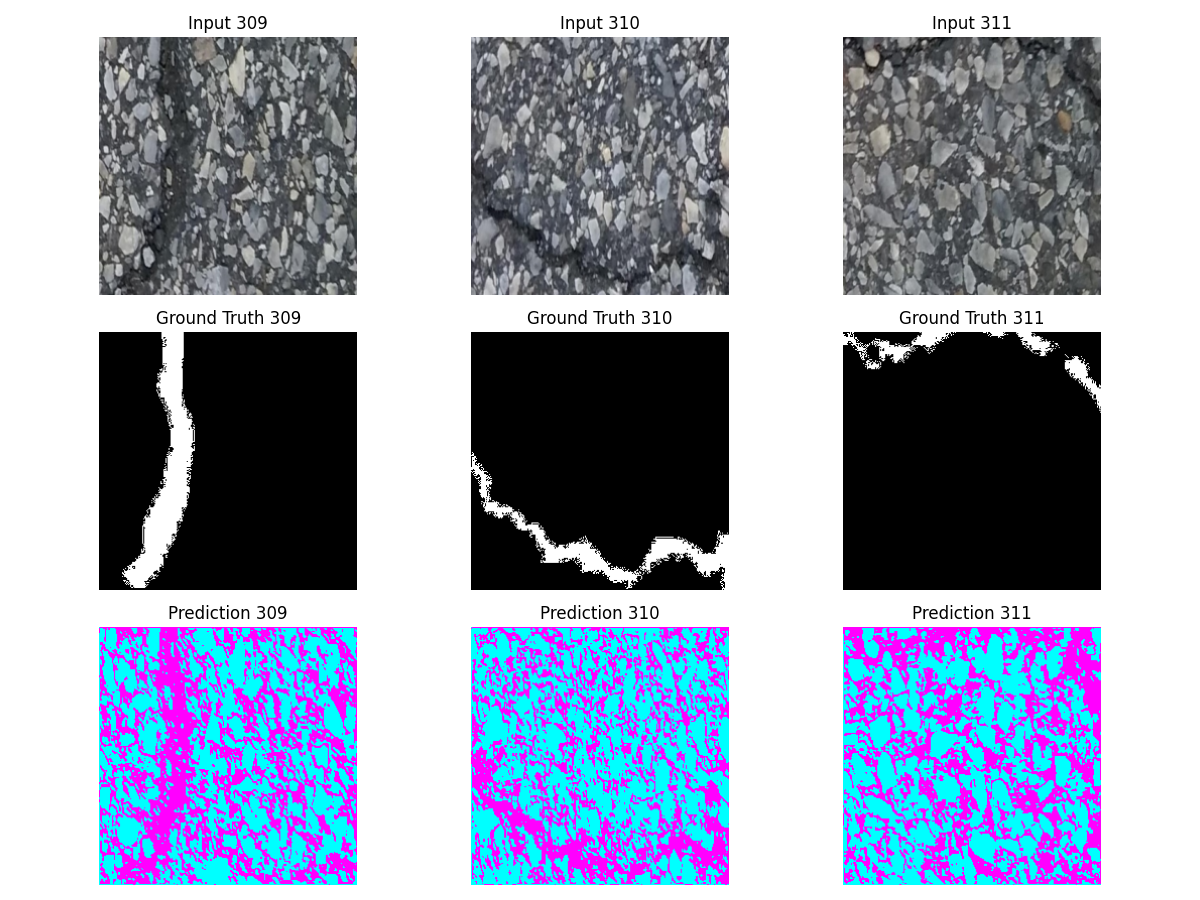 Input 309
Input 310
Input 311
Ground Truth 309
Ground Truth 310
Ground Truth 311
Prediction 309
Prediction 310
Prediction 311